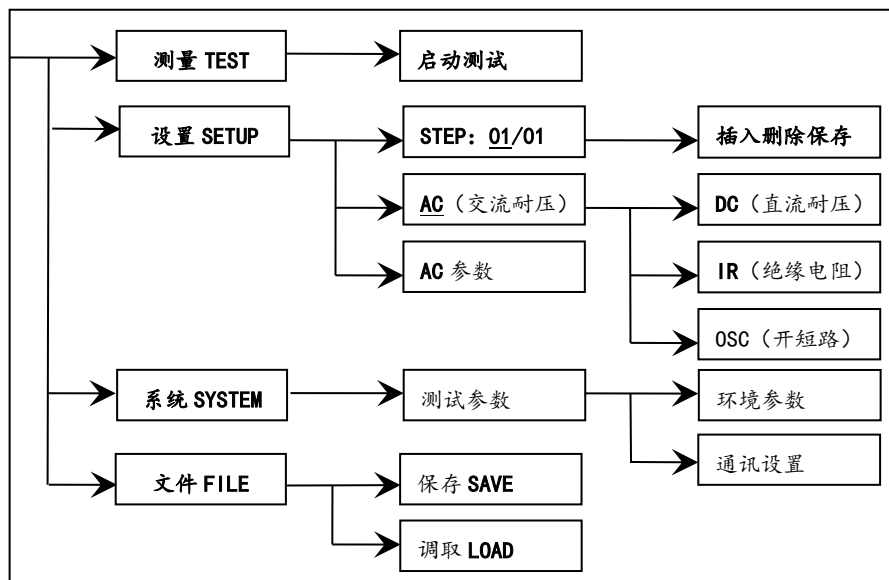 测量 TEST
启动测试
设置 SETUP
STEP: 01/01
插入删除保存
AC（交流耐压）
DC（直流耐压）
AC 参数
IR（绝缘电阻）
OSC（开短路）
系统 SYSTEM
测试参数
环境参数
通讯设置
文件 FILE
保存 SAVE
调取 LOAD